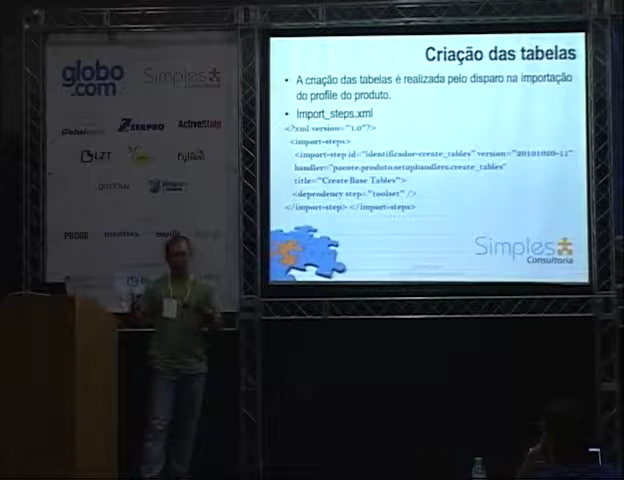 globo
.com
Simples
Consultoria
SERPRO
ActiveState
LZT
python
Criação das tabelas
• A criação das tabelas é realizada pelo disparo na importação
do profile do produto.
• Import_steps.xml
<?xml version="1.0"?>
<import-steps>
<import-step id="identificador-create_tables" version="20101020-11"
handler="pacote.produto.setuphandlers.create_tables"
title="Create Base Tables">
<dependency step="toolset" />
</import-step> </import-steps>
Simples
Consultoria